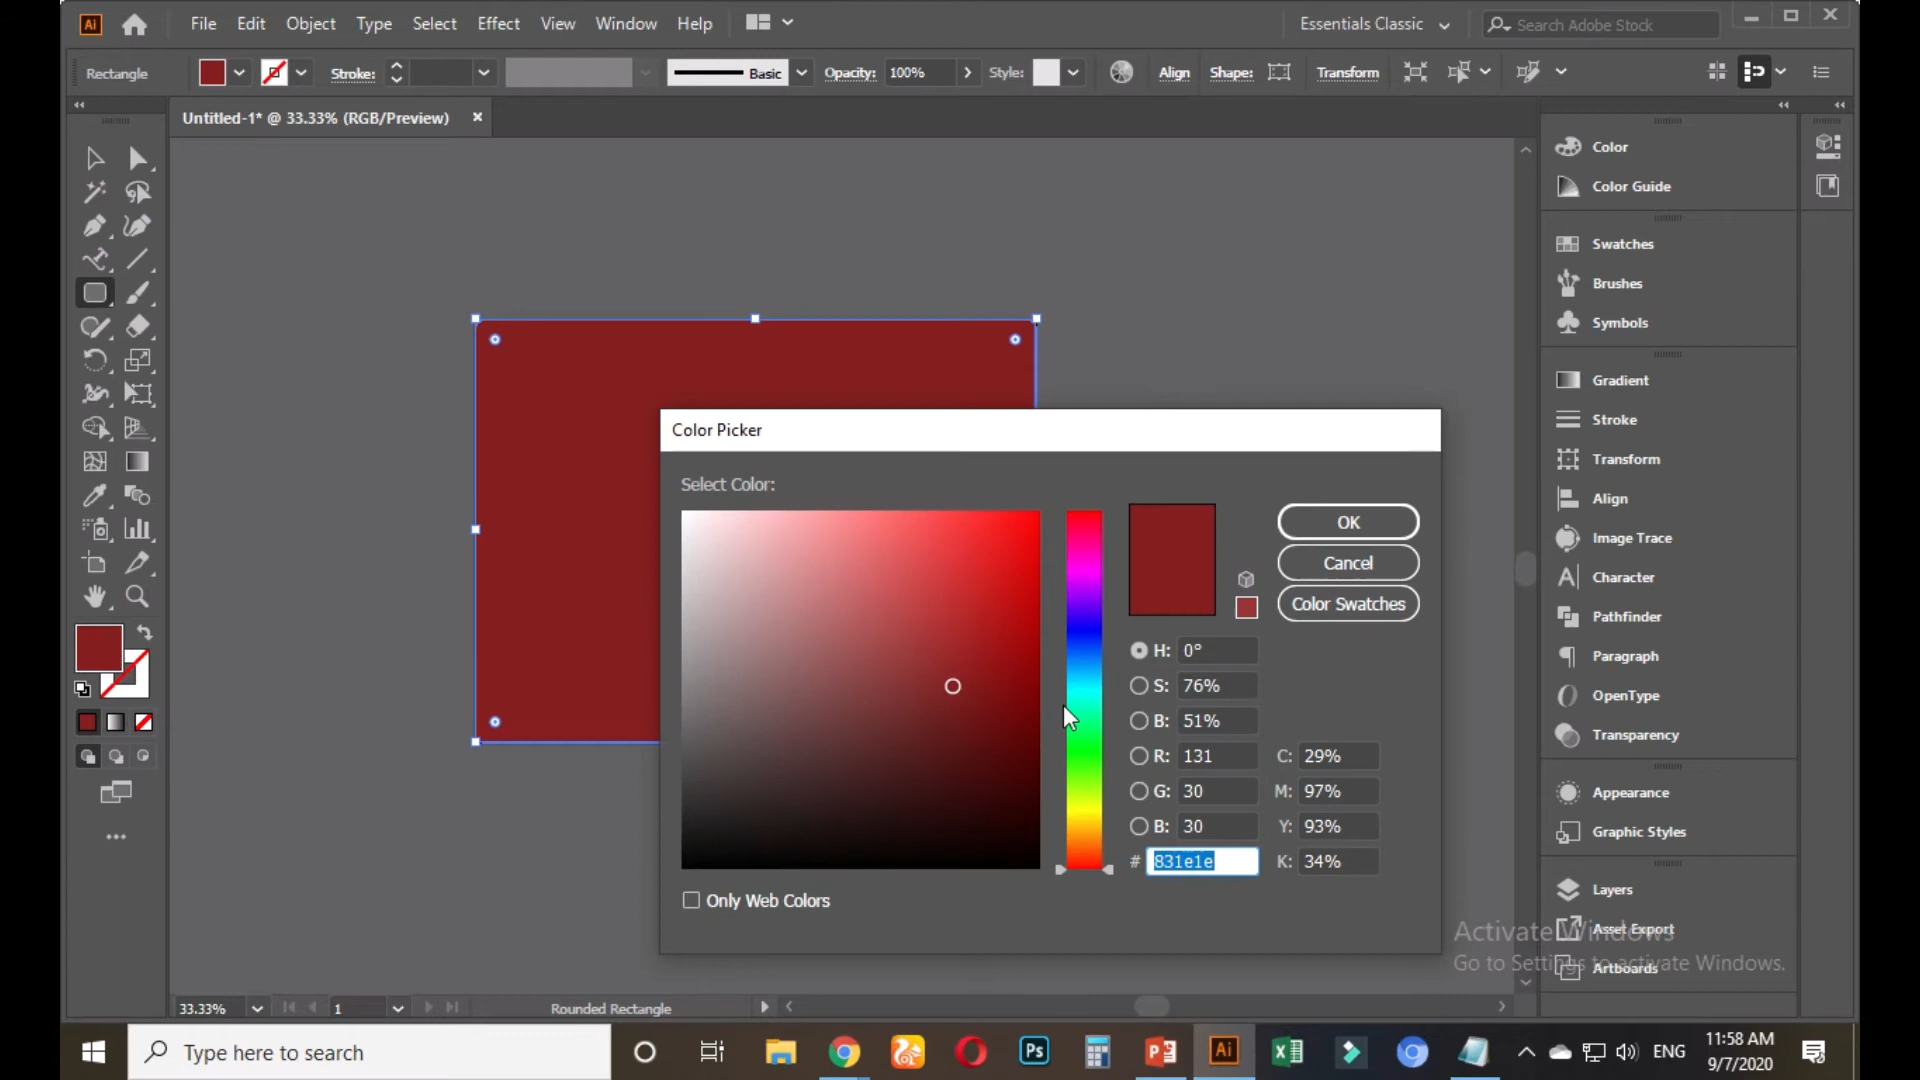 Ai File Edit Object Type Select Effect View Window Help Essentials Classic Search Adobe Stock
Rectangle Stroke: Basic Opacity: 100% Style: Align Shape: Transform
Untitled-1* @ 33.33% (RGB/Preview)
Color
Color Guide
Swatches
Brushes
Symbols
Gradient
Stroke
Transform
Align
Image Trace
Character
Pathfinder
Paragraph
OpenType
Transparency
Appearance
Graphic Styles
Layers
Asset Export
Artboards
Color Picker
Select Color:
OK
Cancel
Color Swatches
H: 0°
S: 76%
B: 51%
R: 131 C: 29%
G: 30 M: 97%
B: 30 Y: 93%
# 831e1e K: 34%
Only Web Colors
Activate Windows
Go to Settings to activate Windows.
33.33% 1 Rounded Rectangle
Type here to search Ps Ai ENG
11:58 AM
9/7/2020